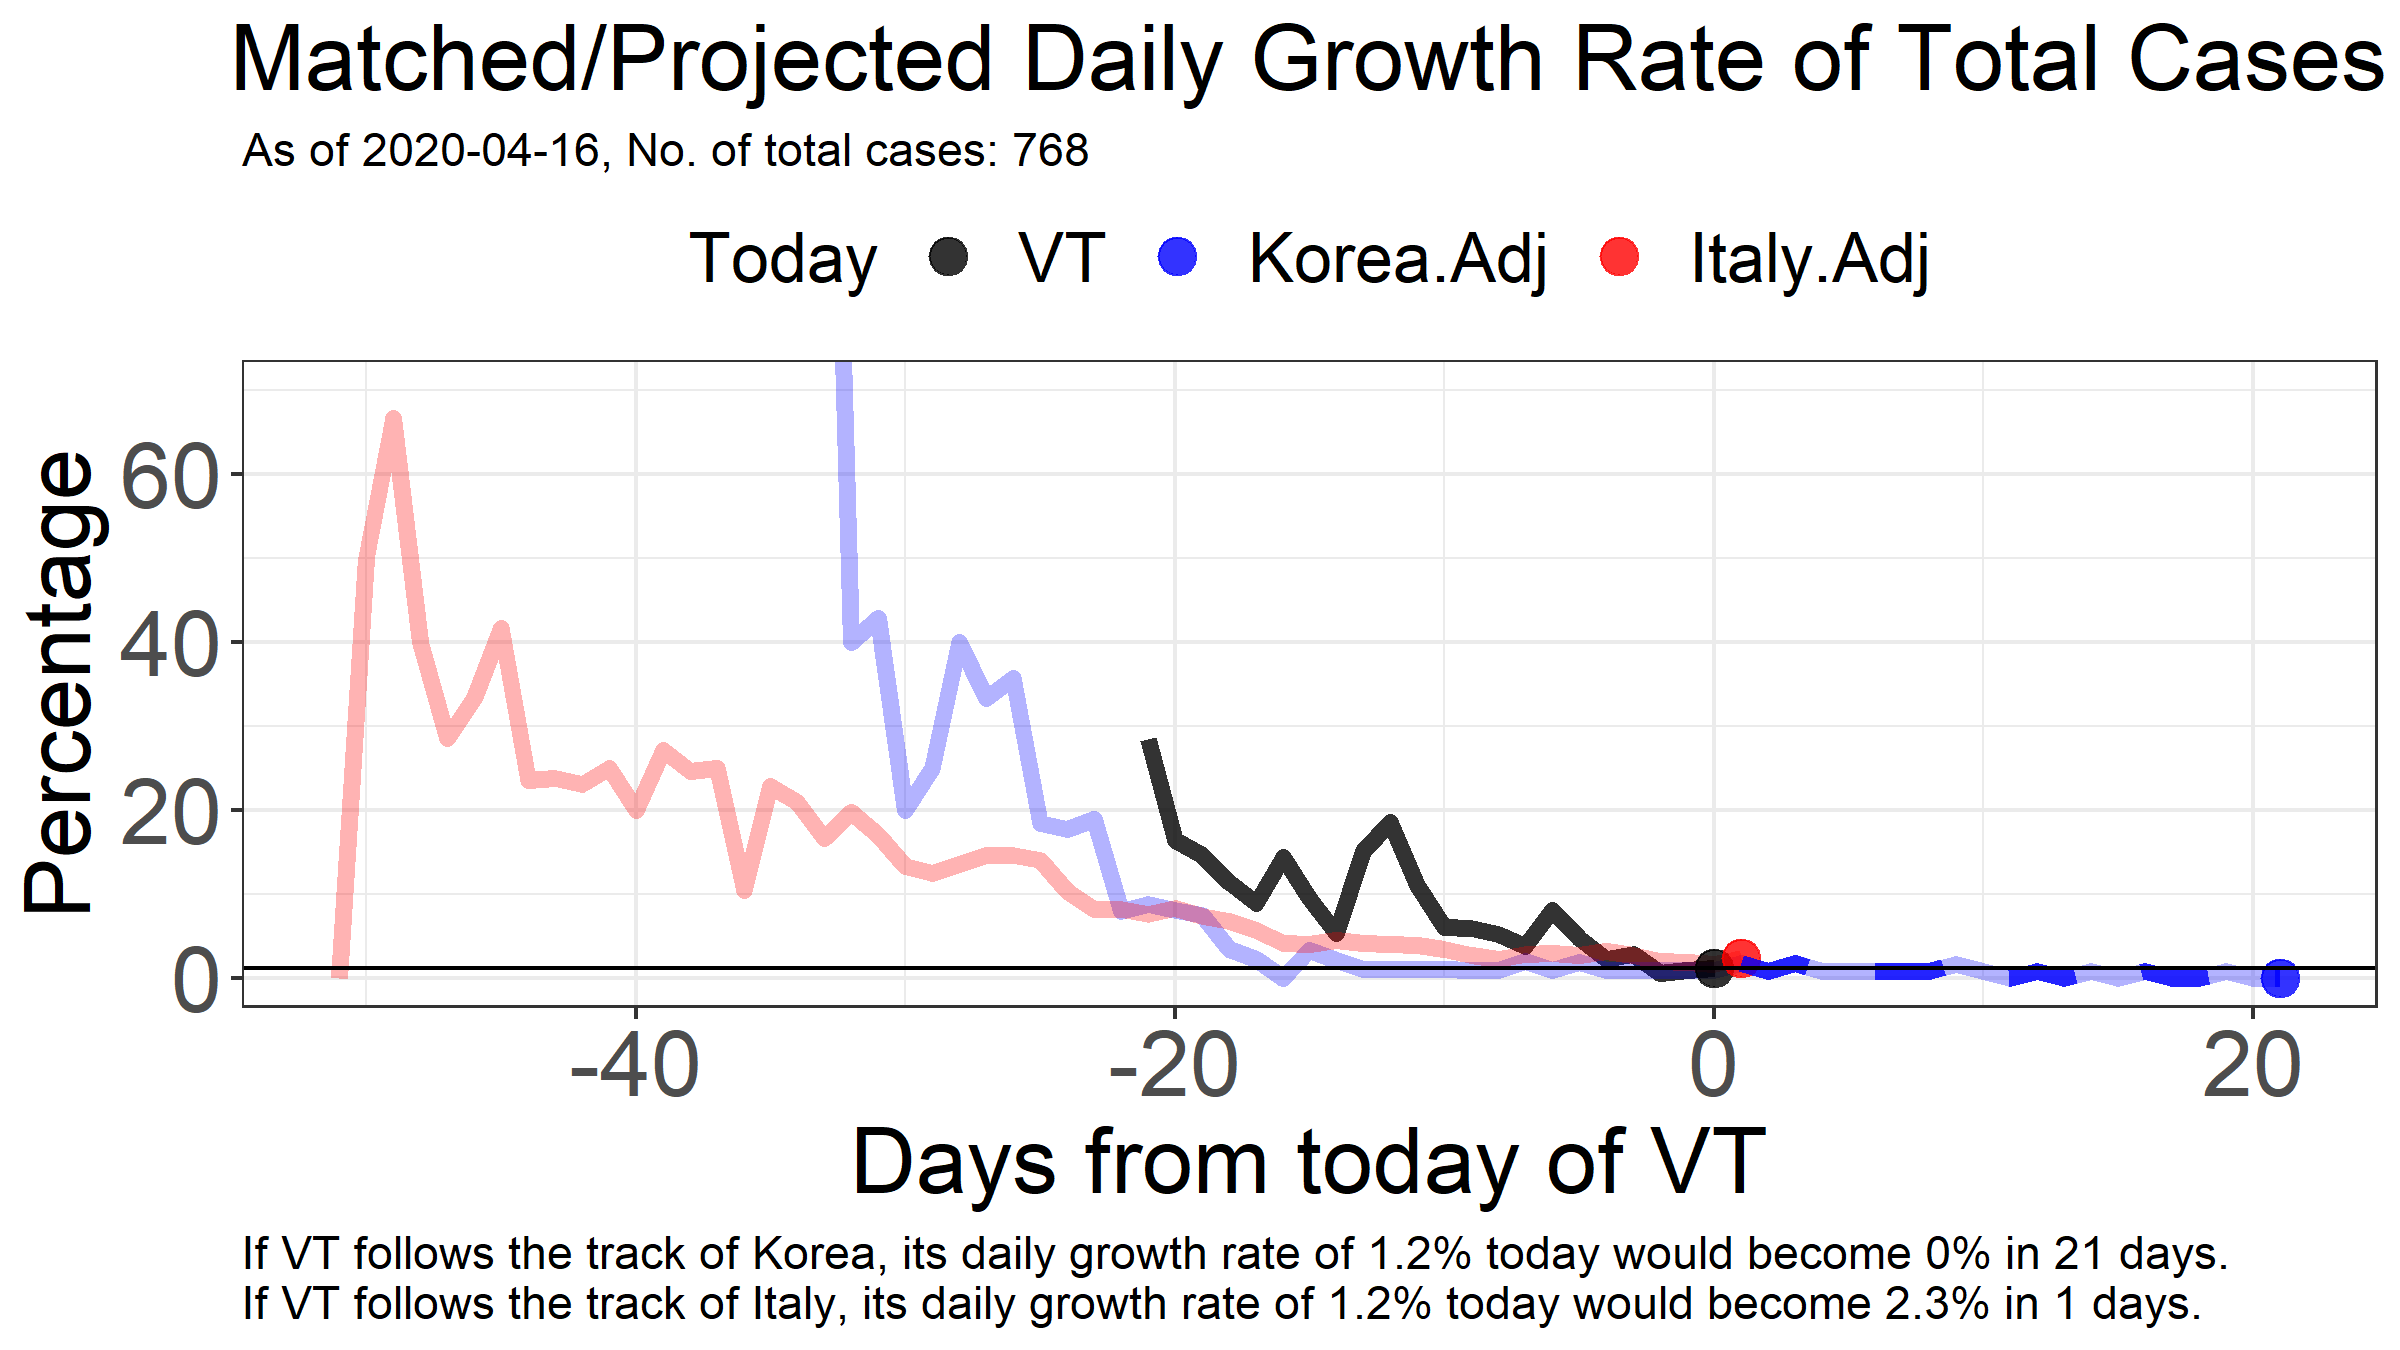 Matched/Projected Daily Growth Rate of Total Cases
As of 2020-04-16, No. of total cases: 768
Today VT Korea.Adj Italy.Adj
Percentage
60
40
20
0
-40 -20 0 20
Days from today of VT
If VT follows the track of Korea, its daily growth rate of 1.2% today would become 0% in 21 days.
If VT follows the track of Italy, its daily growth rate of 1.2% today would become 2.3% in 1 days.